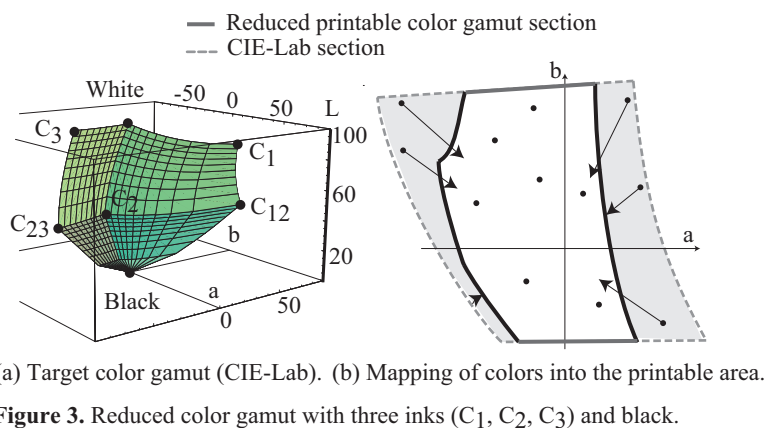 Reduced printable color gamut section
CIE-Lab section
White
-50
0
50
L
C3
C1
100
C2
60
C12
C23
b
20
Black
a
0
50
b
a
(a) Target color gamut (CIE-Lab). (b) Mapping of colors into the printable area.
Figure 3. Reduced color gamut with three inks (C1, C2, C3) and black.